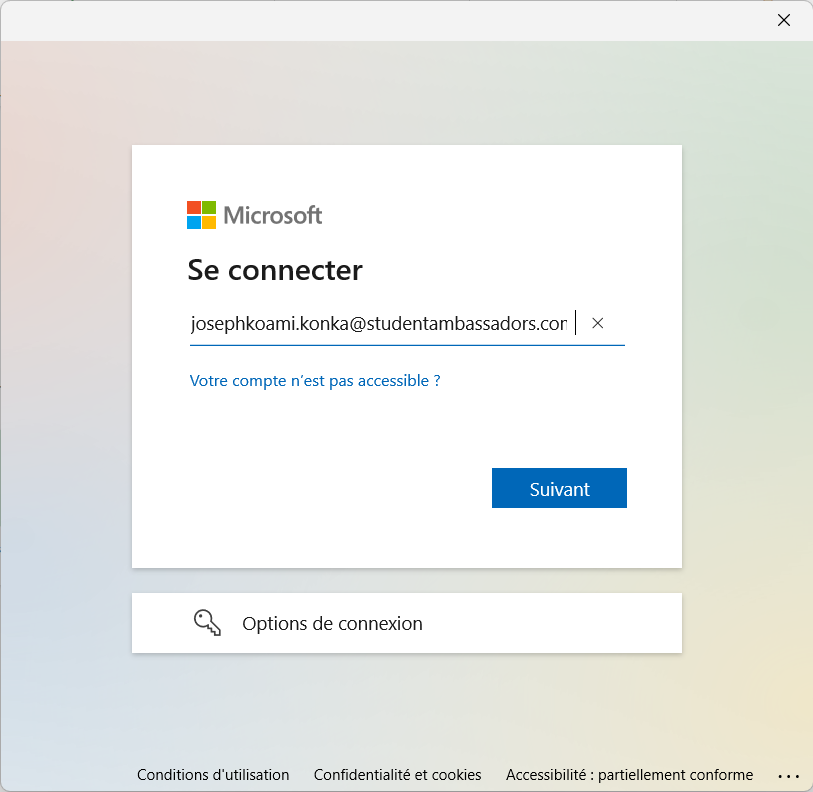 Microsoft
Se connecter
josephkoami.konka@studentambassadors.com
Votre compte n'est pas accessible ?
Suivant
Options de connexion
Conditions d'utilisation Confidentialité et cookies Accessibilité : partiellement conforme ...